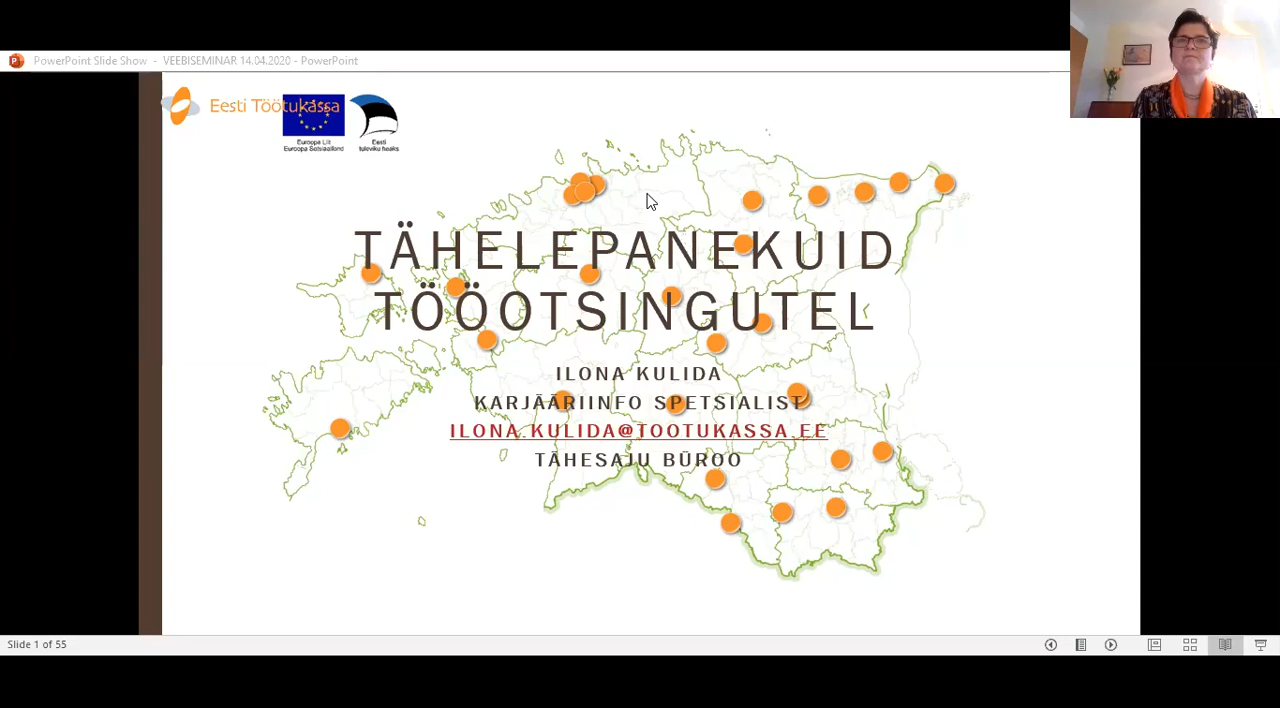 PowerPoint Slide Show - VEEBISEMINAR 14.04.2020 - PowerPoint
Eesti Töötukassa
Euroopa Liit
Euroopa Sotsiaalfond
Eesti
tuleviku heaks
TÄHELEPANEKUID
TÖÖOTSINGUTEL
ILONA KULIDA
KARJÄÄRIINFO SPETSIALIST
ILONA.KULIDA@TOOTUKASSA.EE
TÄHESAJU BÜROO
Slide 1 of 55